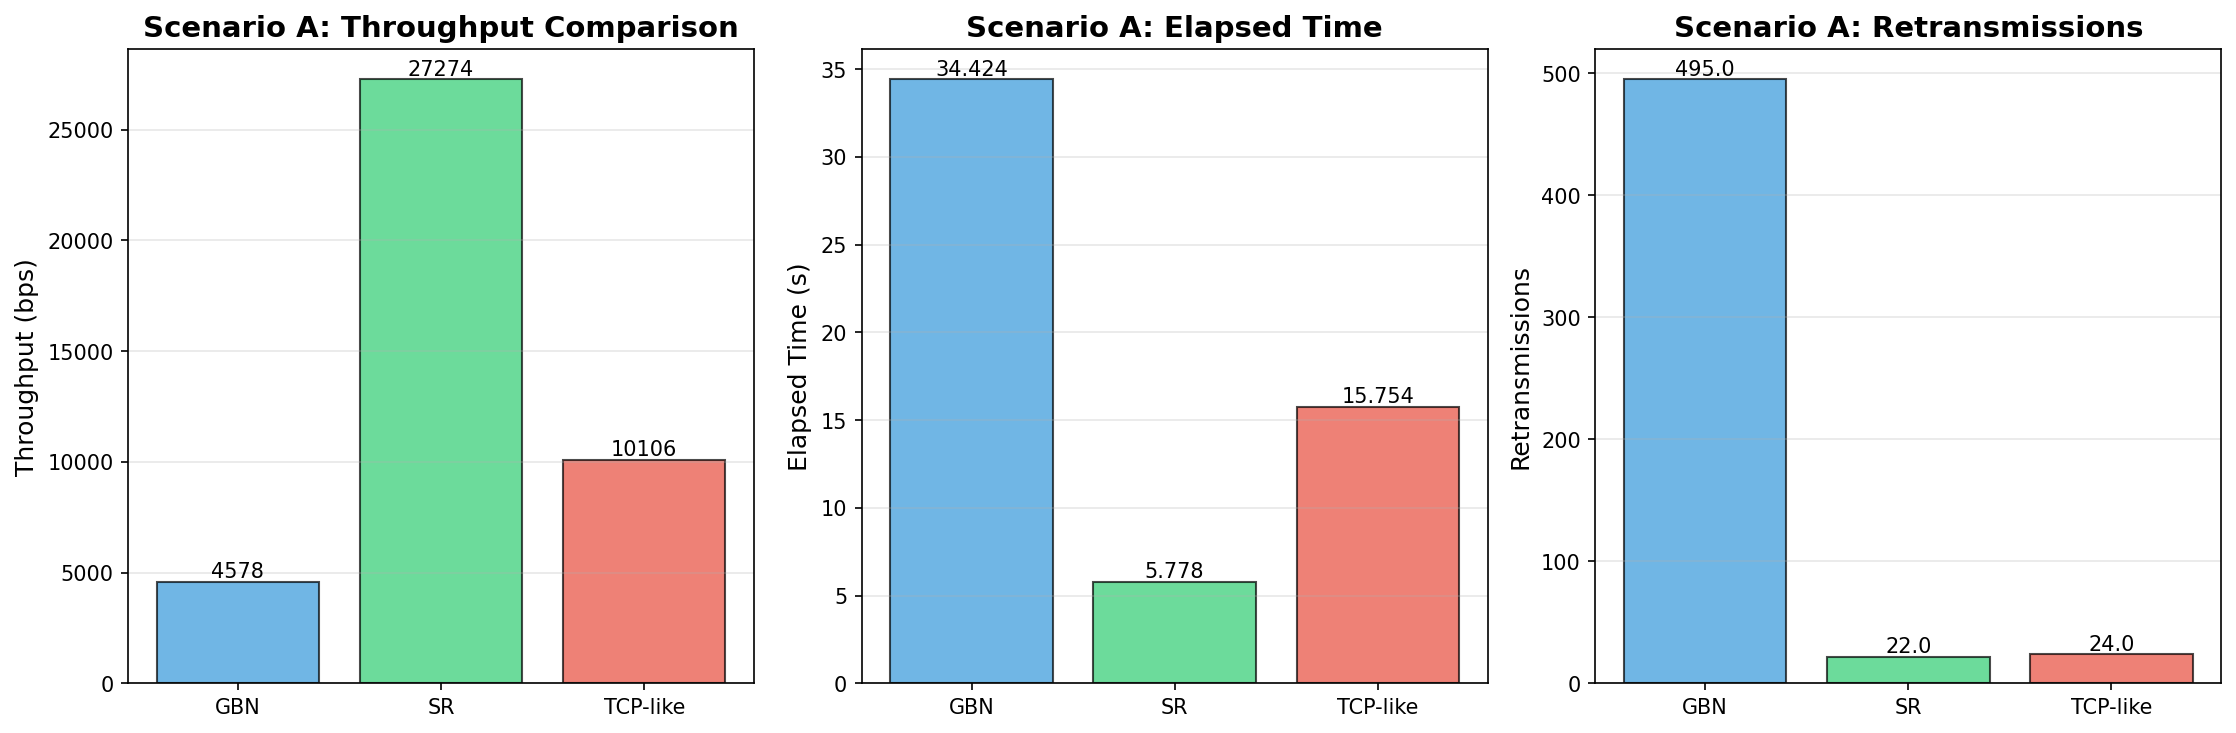 Scenario A: Throughput Comparison
Throughput (bps)
25000
20000
15000
10000
5000
0
4578
27274
10106
GBN
SR
TCP-like
Scenario A: Elapsed Time
Elapsed Time (s)
35
30
25
20
15
10
5
0
34.424
5.778
15.754
GBN
SR
TCP-like
Scenario A: Retransmissions
Retransmissions
500
400
300
200
100
0
495.0
22.0
24.0
GBN
SR
TCP-like